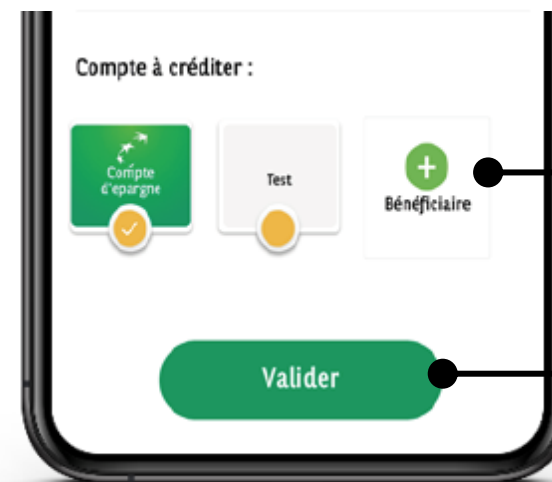 Compte à créditer :
Compte
d'epargne
Test
Bénéficiaire
Valider